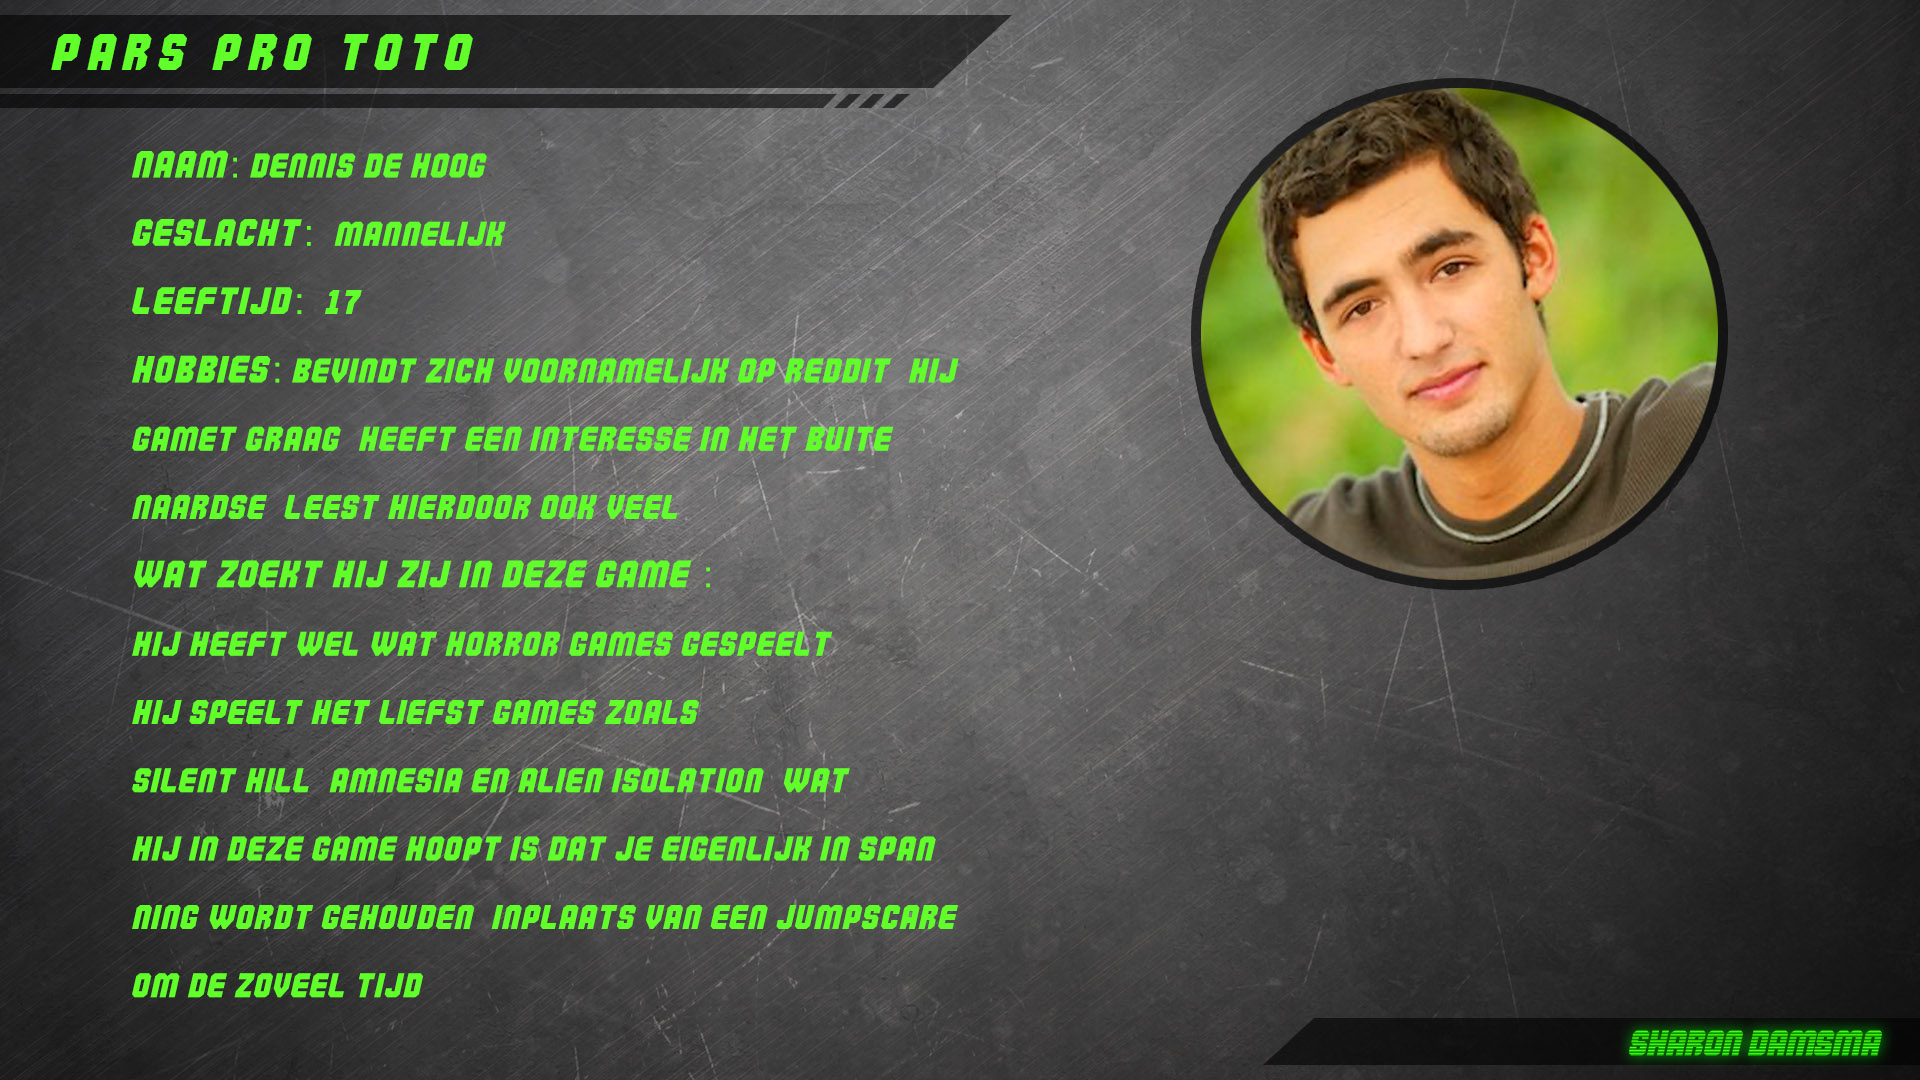 PARS PRO TOTO
NAAM: DENNIS DE HOOG
GESLACHT: MANNELIJK
LEEFTIJD: 17
HOBBIES: BEVINDT ZICH VOORNAMELIJK OP REDDIT HIJ
GAMET GRAAG HEEFT EEN INTERESSE IN HET BUITE
NAARDSE LEEST HIERDOOR OOK VEEL
WAT ZOEKT HIJ ZIJ IN DEZE GAME :
HIJ HEEFT WEL WAT HORROR GAMES GESPEELT
HIJ SPEELT HET LIEFST GAMES ZOALS
SILENT HILL AMNESIA EN ALIEN ISOLATION WAT
HIJ IN DEZE GAME HOOPT IS DAT JE EIGENLIJK IN SPAN
NING WORDT GEHOUDEN INPLAATS VAN EEN JUMPSCARE
OM DE ZOVEEL TIJD
SHARON DAMSMA